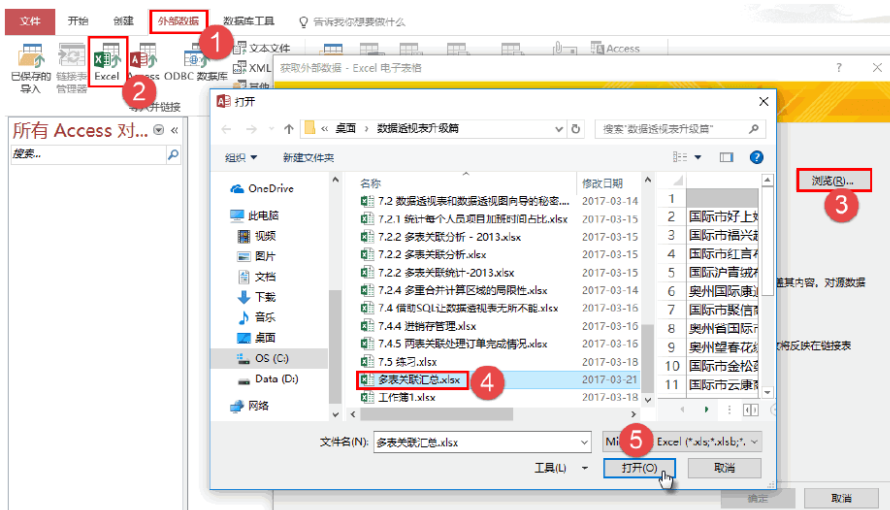 文件 开始 创建 外部数据 数据库工具 告诉我你想要做什么
1
文本文件 Access
XML
已保存的导入 链接表管理器 Excel Access ODBC 数据库
2
导入并链接
获取外部数据 - Excel 电子表格 ? ×
所有 Access 对... «
搜索...
打开
« 桌面 › 数据透视表升级篇
搜索"数据透视表升级篇"
组织 新建文件夹
OneDrive
此电脑
视频
图片
文档
下载
音乐
桌面
OS (C:)
Data (D:)
网络
名称 修改日期
7.2 数据透视表和数据透视图向导的秘密.... 2017-03-14
7.2.1 统计每个人员项目加班时间占比.xlsx 2017-03-15
7.2.2 多表关联分析 - 2013.xlsx 2017-03-15
7.2.2 多表关联分析.xlsx 2017-03-15
7.2.2 多表关联统计-2013.xlsx 2017-03-15
7.2.4 多重合并计算区域的局限性.xlsx 2017-03-14
7.4 借助SQL让数据透视表无所不能.xlsx 2017-03-16
7.4.4 进销存管理.xlsx 2017-03-16
7.4.5 两表关联处理订单完成情况.xlsx 2017-03-16
7.5 练习.xlsx 2017-03-18
多表关联汇总.xlsx 2017-03-21
4
工作簿1.xlsx 2017-03-18
1
2 国际市好上
3 国际市福兴
4 国际市红言
5 国际沪青绒
6 奥州国际康
7 国际市聚信
8 奥州省国际
9 奥州望春花
10 国际市金松
11 国际市云康
浏览(R)...
3
盖其内容，对源数据
将反映在链接表
文件名(N): 多表关联汇总.xlsx
5
Excel (*.xls;*.xlsb;*.
工具(L) 打开(O) 取消
确定 取消